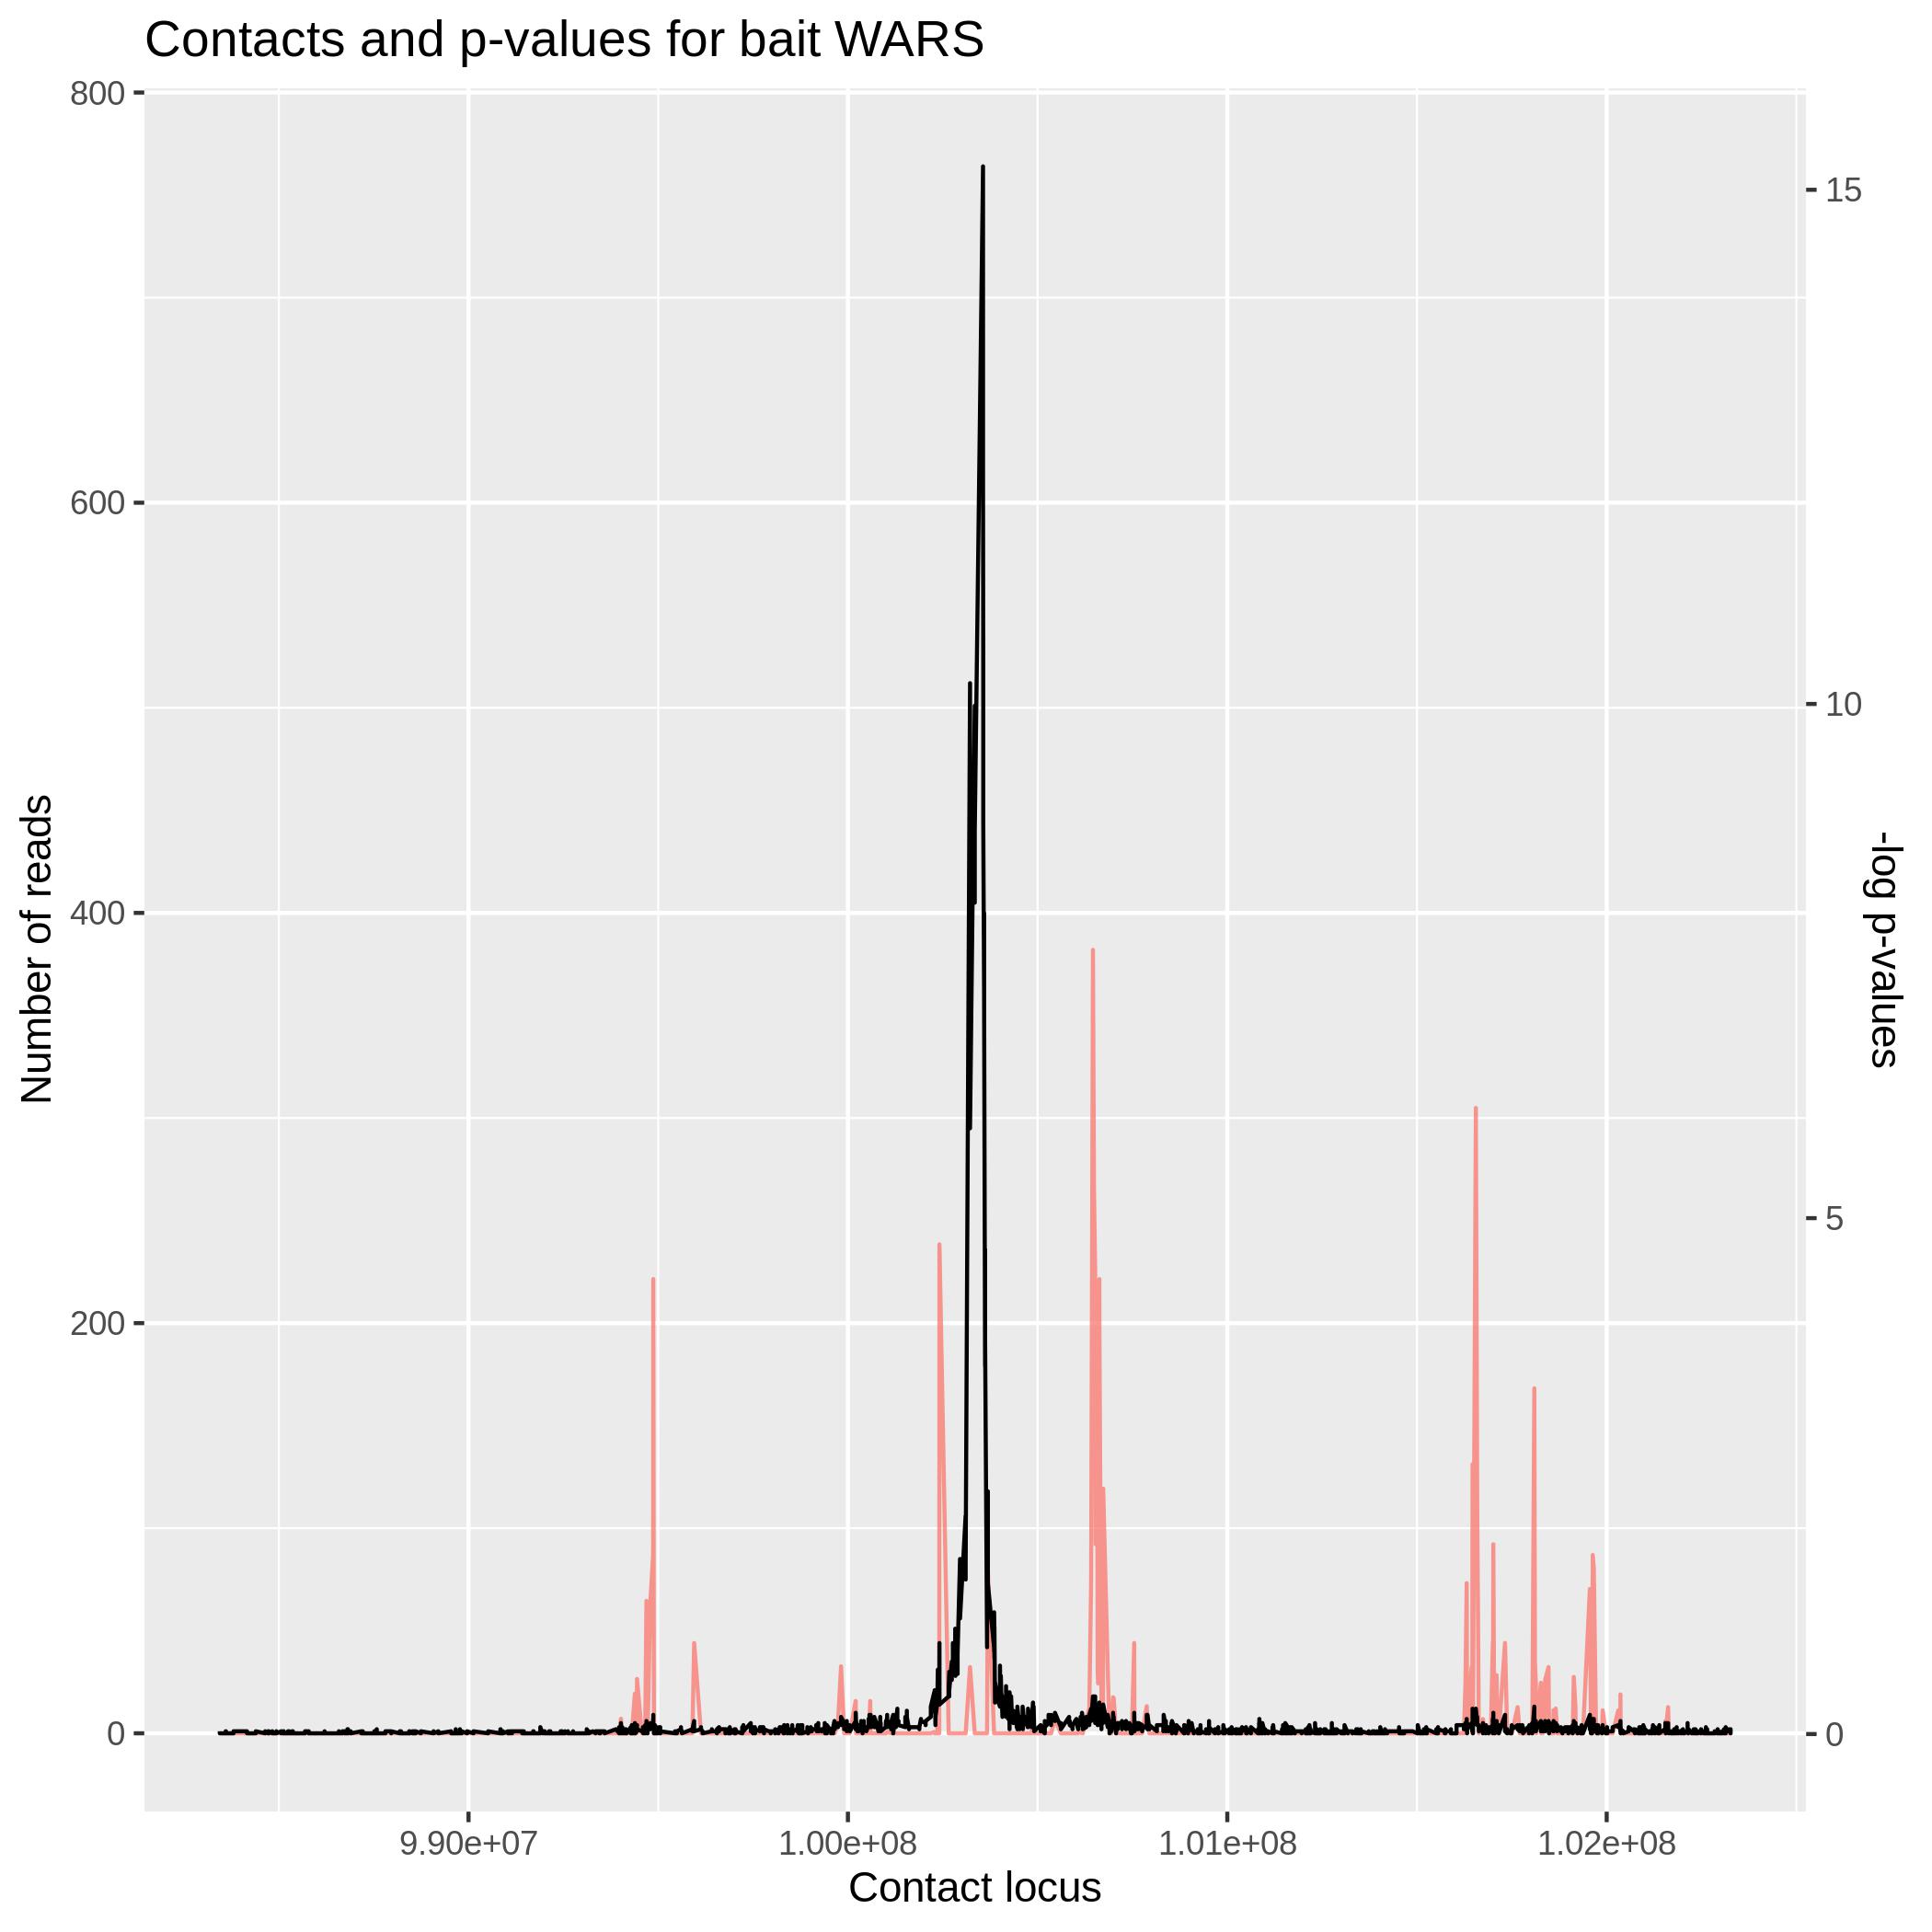 Contacts and p-values for bait WARS
800
600
400
200
0
Number of reads
15
10
5
0
-log p-values
9.90e+07
1.00e+08
1.01e+08
1.02e+08
Contact locus